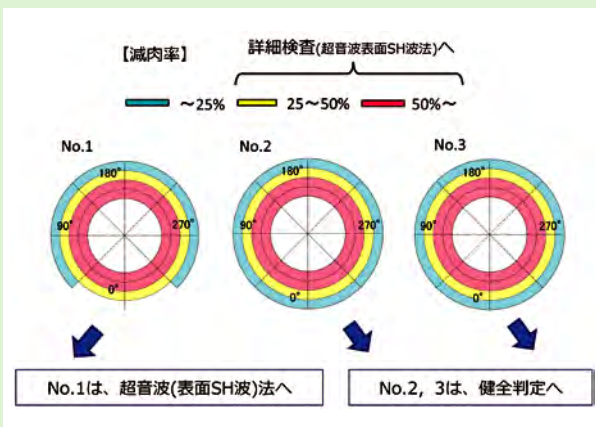 【減肉率】
詳細検査(超音波表面SH波法)へ
～25%
25～50%
50%～
No.1
No.2
No.3
180°
90°
270°
0°
180°
90°
270°
0°
180°
90°
270°
0°
No.1は、超音波(表面SH波)法へ
No.2, 3は、健全判定へ